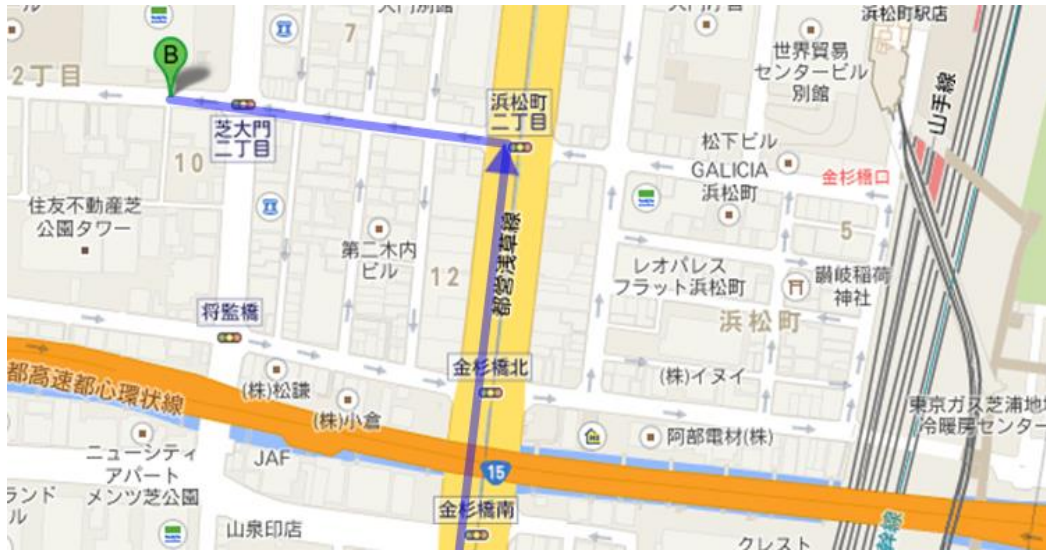 大門別館
浜松町駅店
7
B
世界貿易
センタービル
別館
2丁目
山手線
浜松町
二丁目
芝大門
二丁目
松下ビル
10
GALICIA
浜松町
金杉橋口
住友不動産芝
公園タワー
5
第二木内
ビル
都営浅草線
12
レオパレス
フラット浜松町
讃岐稲荷
神社
将監橋
浜松町
金杉橋北
(株)イヌイ
都高速都心環状線
(株)松謙
(株)小倉
東京ガス芝浦地域
冷暖房センター
阿部電材(株)
ニューシティ
アパート
メンツ芝公園
JAF
15
ランド
ル
金杉橋南
山泉印店
クレスト
幹線